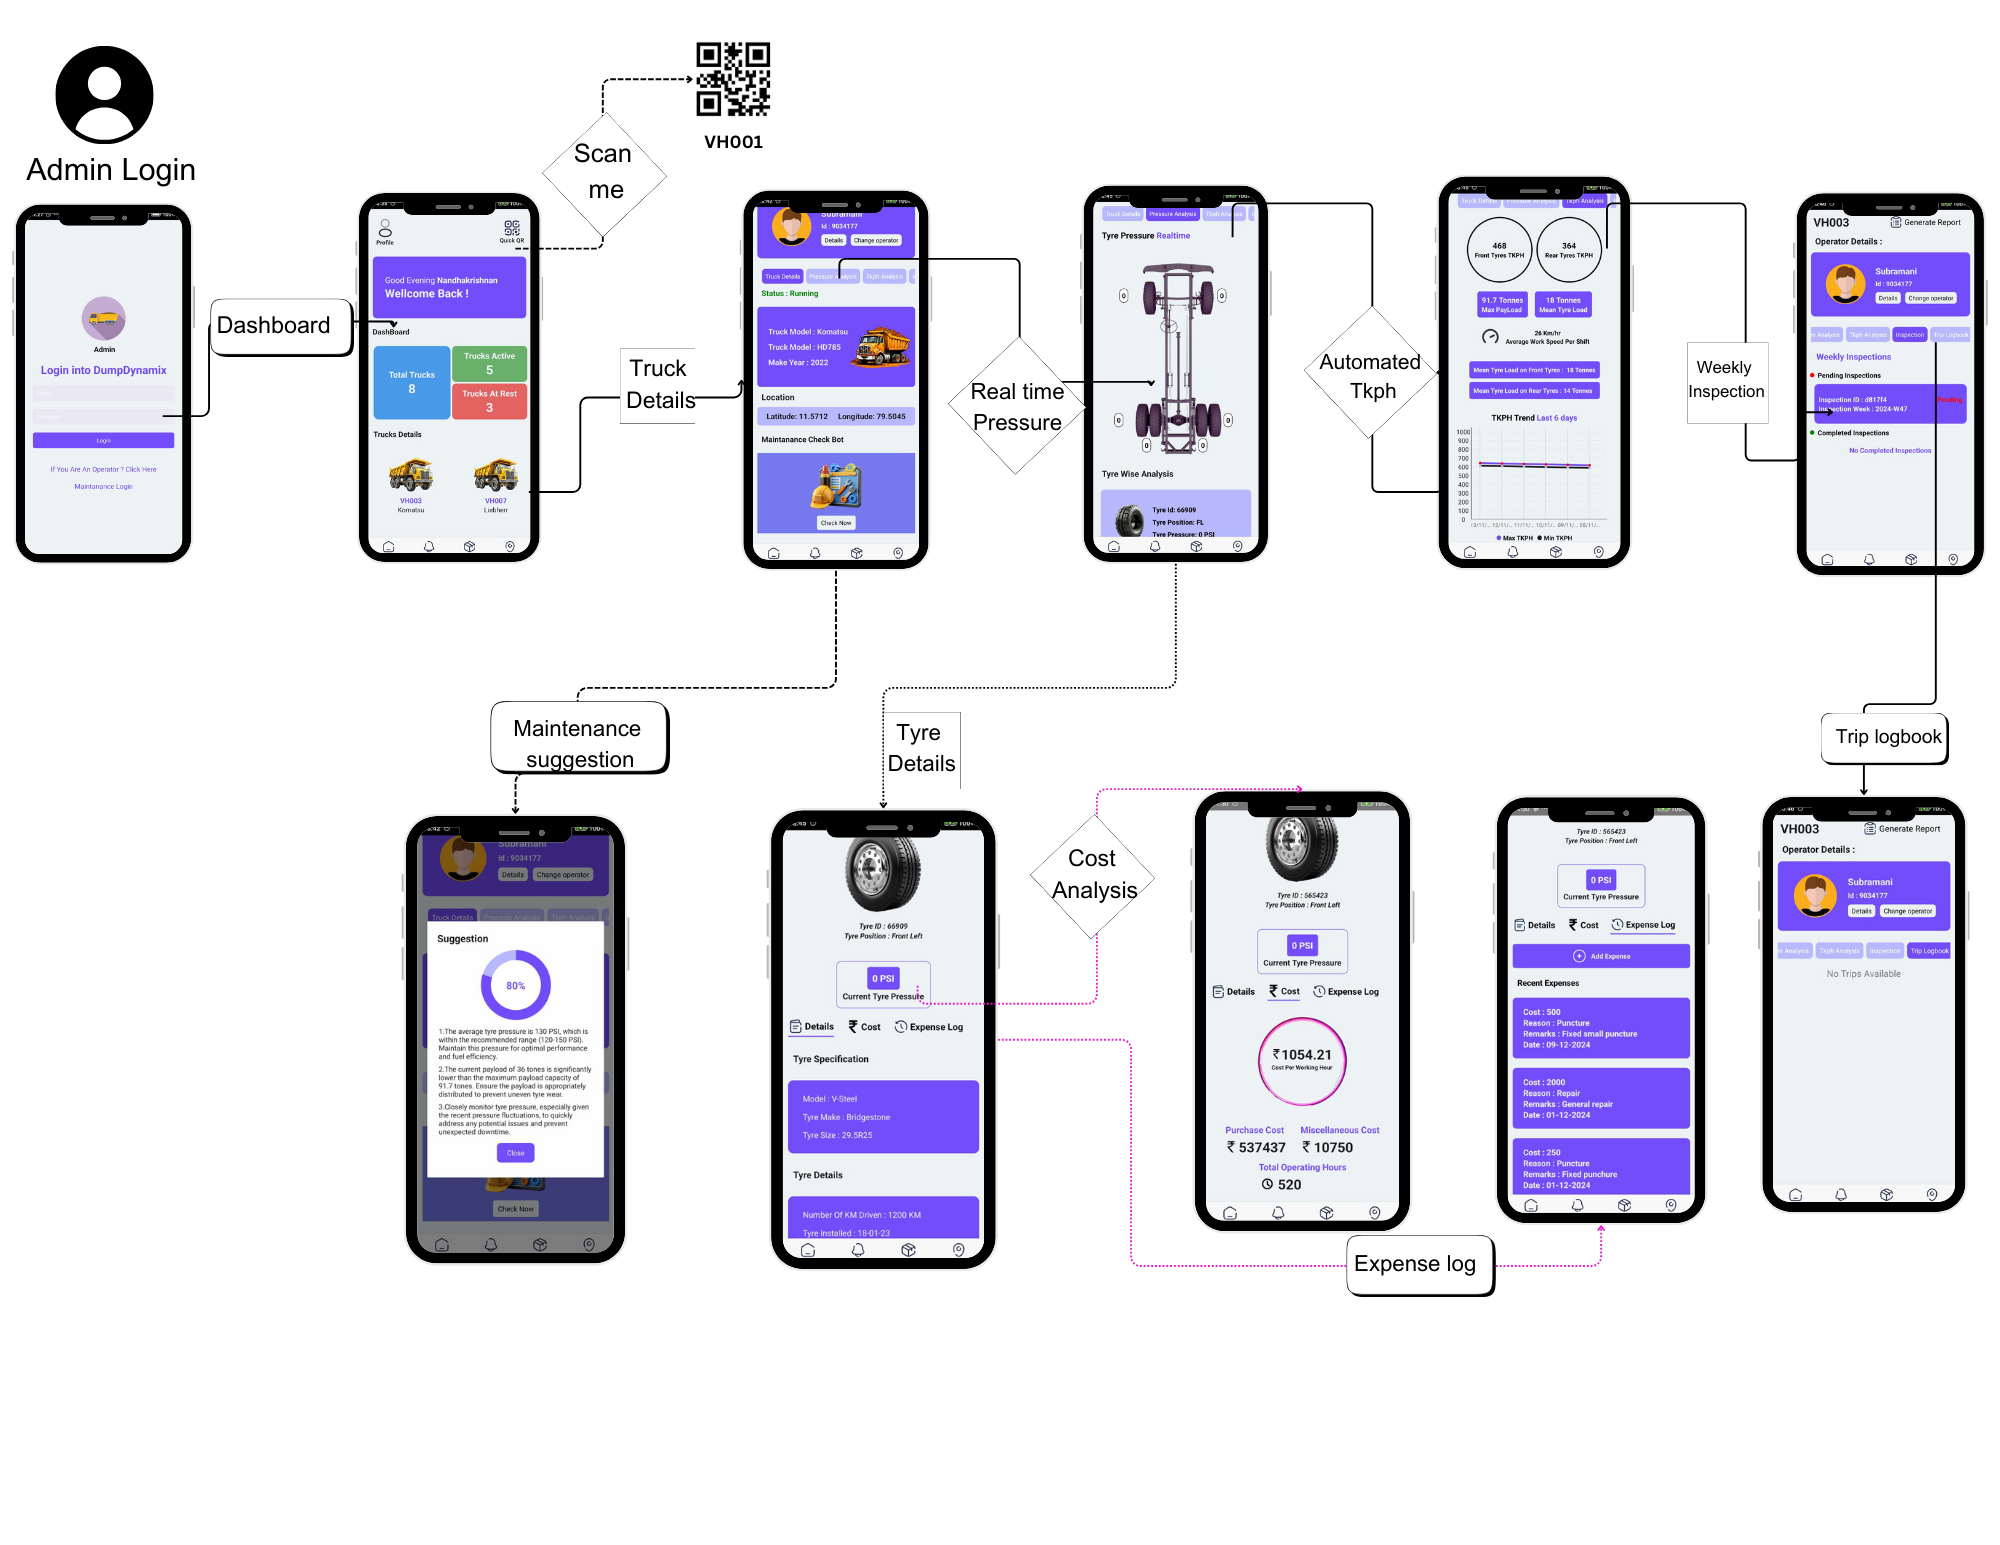 Admin Login
Admin
Login into DumpDynamix
Login
If You Are An Operator ? Click Here
Maintanance Login
Dashboard
Profile
Quick QR
Good Evening Nandhakrishnan
Wellcome Back !
DashBoard
Total Trucks
8
Trucks Active
5
Trucks At Rest
3
Trucks Details
VH003
Komatsu
VH007
Liebherr
Scan
me
VH001
Truck
Details
Subramani
Id : 9034177
Details
Change operator
Truck Details
Pressure Analysis
Tkph Analysis
Status : Running
Truck Model : Komatsu
Truck Model : HD785
Make Year : 2022
Location
Latitude: 11.5712
Longitude: 79.5045
Maintanance Check Bot
Check Now
Real time
Pressure
Truck Details
Pressure Analysis
Tyre Pressure Realtime
0
0
0
0
Tyre Wise Analysis
Tyre Id: 66909
Tyre Position: FL
Tyre Pressure: 0 PSI
Automated
Tkph
Truck Details
Pressure Analysis
Tkph Analysis
468
Front Tyres TKPH
364
Rear Tyres TKPH
91.7 Tonnes
Max PayLoad
18 Tonnes
Mean Tyre Load
26 Km/hr
Average Work Speed Per Shift
Mean Tyre Load on Front Tyres : 18 Tonnes
Mean Tyre Load on Rear Tyres : 14 Tonnes
TKPH Trend Last 6 days
1000
900
800
700
600
500
400
300
200
100
0
13/11/... 12/11/... 11/11/... 10/11/... 09/11/... 08/11/...
Max TKPH
Min TKPH
Weekly
Inspection
VH003
Generate Report
Operator Details :
Subramani
Id : 9034177
Details
Change operator
Tkph Analysis
Inspection
Trip Logbook
Weekly Inspections
Pending Inspections
Inspection ID : d817f4
Inspection Week : 2024-W47
Pending
Completed Inspections
No Completed Inspections
Maintenance
suggestion
Subramani
Id : 9034177
Details
Change operator
Truck Details
Pressure Analysis
Tkph Analysis
Suggestion
80%
1.The average tyre pressure is 130 PSI, which is
within the recommended range (120-150 PSI).
Maintain this pressure for optimal performance
and fuel efficiency.
2.The current payload of 36 tones is significantly
lower than the maximum payload capacity of
91.7 tones. Ensure the payload is appropriately
distributed to prevent uneven tyre wear.
3.Closely monitor tyre pressure, especially given
the recent pressure fluctuations, to quickly
address any potential issues and prevent
unexpected downtime.
Close
Check Now
Tyre
Details
Tyre ID : 66909
Tyre Position : Front Left
0 PSI
Current Tyre Pressure
Details
₹ Cost
Expense Log
Tyre Specification
Model : V-Steel
Tyre Make : Bridgestone
Tyre Size : 29.5R25
Tyre Details
Number Of KM Driven : 1200 KM
Tyre Installed : 18-01-23
Cost
Analysis
Tyre ID : 565423
Tyre Position : Front Left
0 PSI
Current Tyre Pressure
Details
₹ Cost
Expense Log
₹1054.21
Cost Per Working Hour
Purchase Cost
₹ 537437
Miscellaneous Cost
₹ 10750
Total Operating Hours
520
Expense log
Tyre ID : 565423
Tyre Position : Front Left
0 PSI
Current Tyre Pressure
Details
₹ Cost
Expense Log
Add Expense
Recent Expenses
Cost : 500
Reason : Puncture
Remarks : Fixed small puncture
Date : 09-12-2024
Cost : 2000
Reason : Repair
Remarks : General repair
Date : 01-12-2024
Cost : 250
Reason : Puncture
Remarks : Fixed punchure
Date : 01-12-2024
Trip logbook
VH003
Generate Report
Operator Details :
Subramani
Id : 9034177
Details
Change operator
Tkph Analysis
Inspection
Trip Logbook
No Trips Available